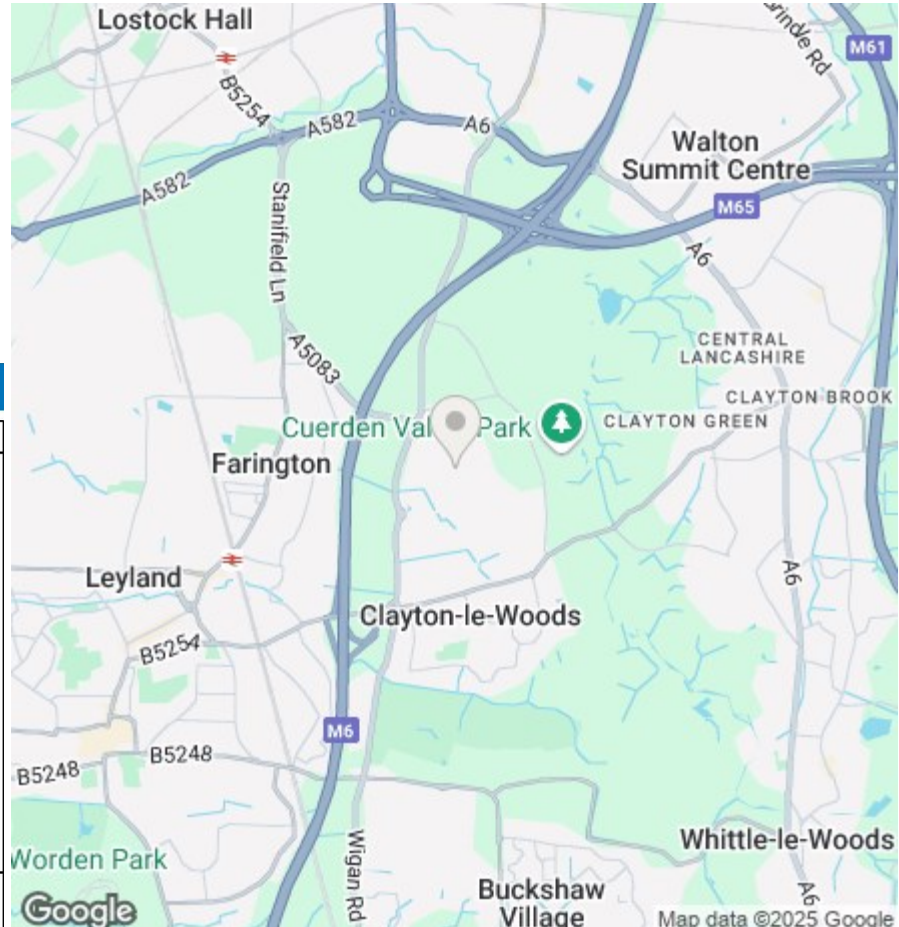 Lostock Hall
B5254
A582
A6
rindle Rd
M61
Walton
Summit Centre
A582
Stanifield Ln
M65
A6
A5083
CENTRAL
LANCASHIRE
CLAYTON BROOK
Cuerden Val Park
CLAYTON GREEN
Farington
Leyland
A6
Clayton-le-Woods
B5254
M6
B5248
B5248
Wigan Rd
Whittle-le-Woods
Worden Park
Buckshaw
Village
A6
Google
Map data ©2025 Google